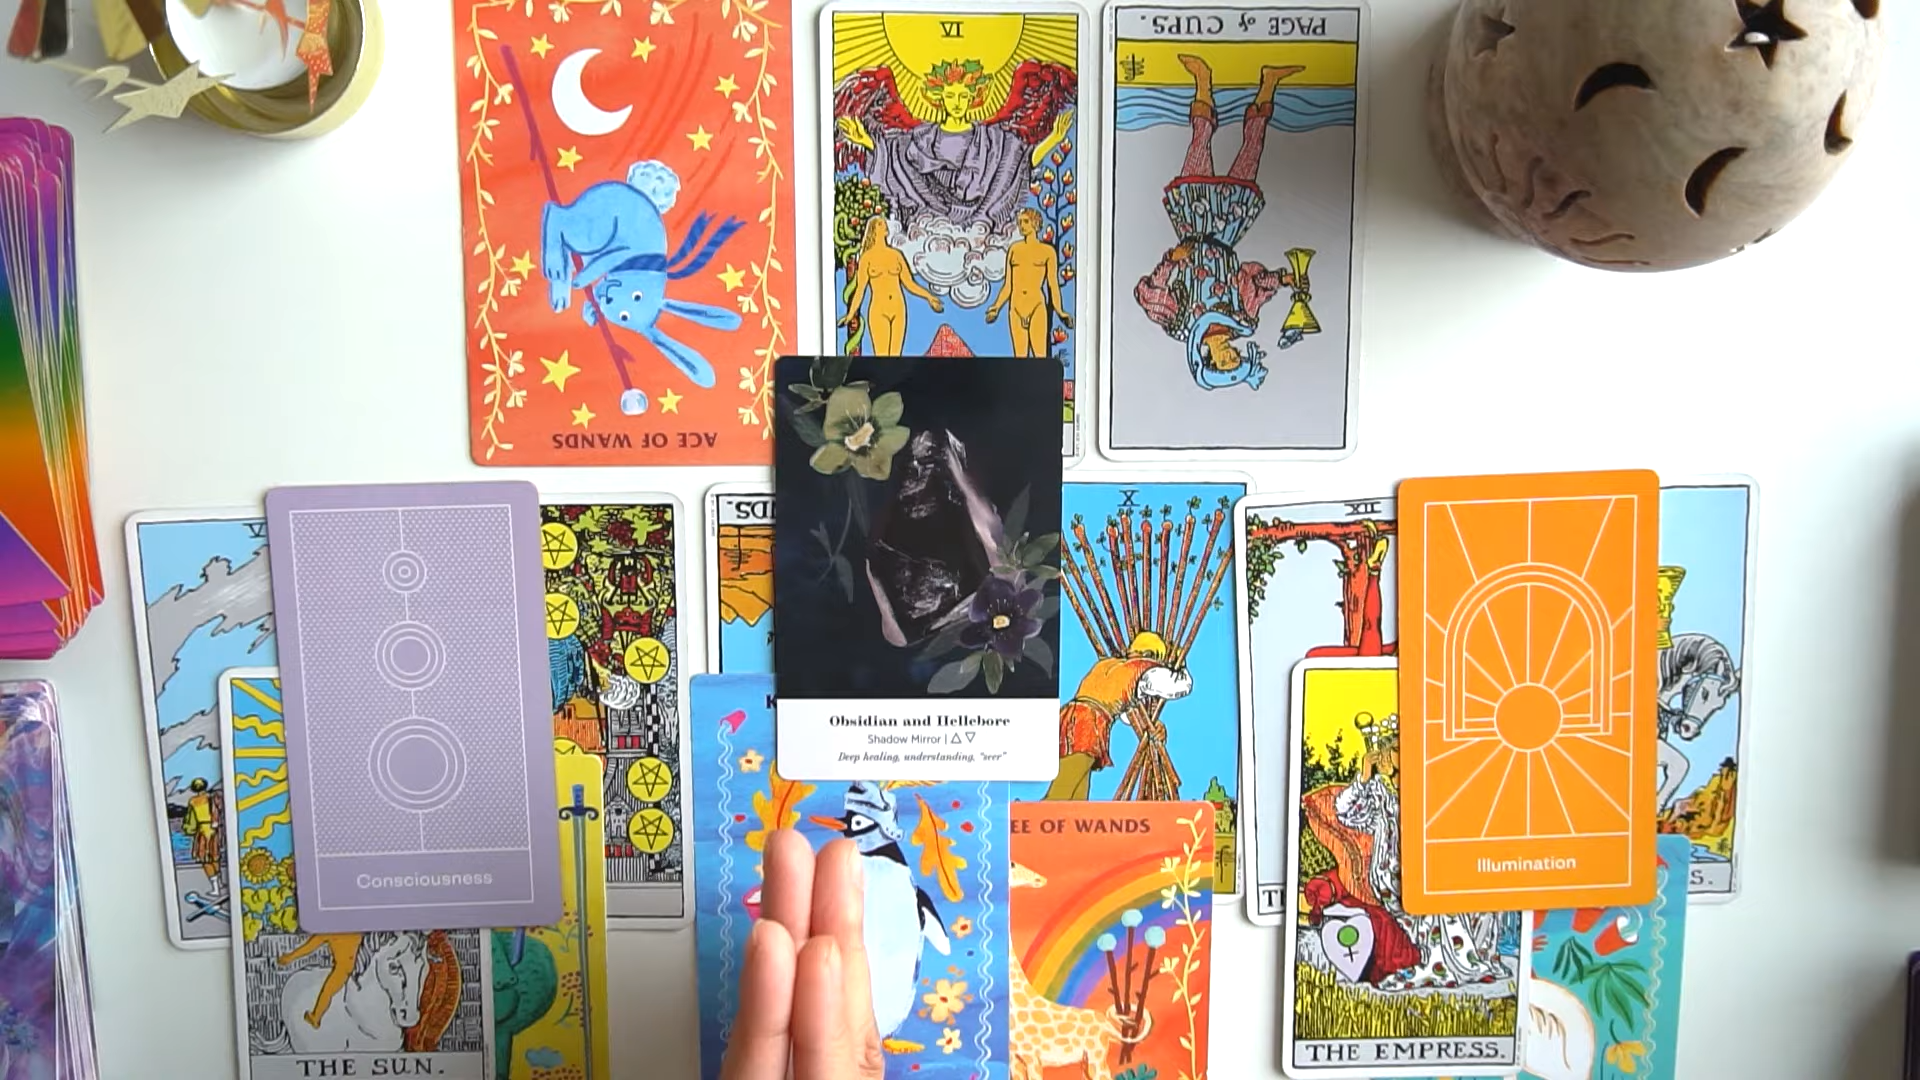 VI
PAGE of CUPS.
ACE OF WANDS
X
XII
Obsidian and Hellebore
Shadow Mirror | △ ▽
Deep healing, understanding, "seer"
EE OF WANDS
Consciousness
Illumination
S.
THE EMPRESS.
THE SUN.